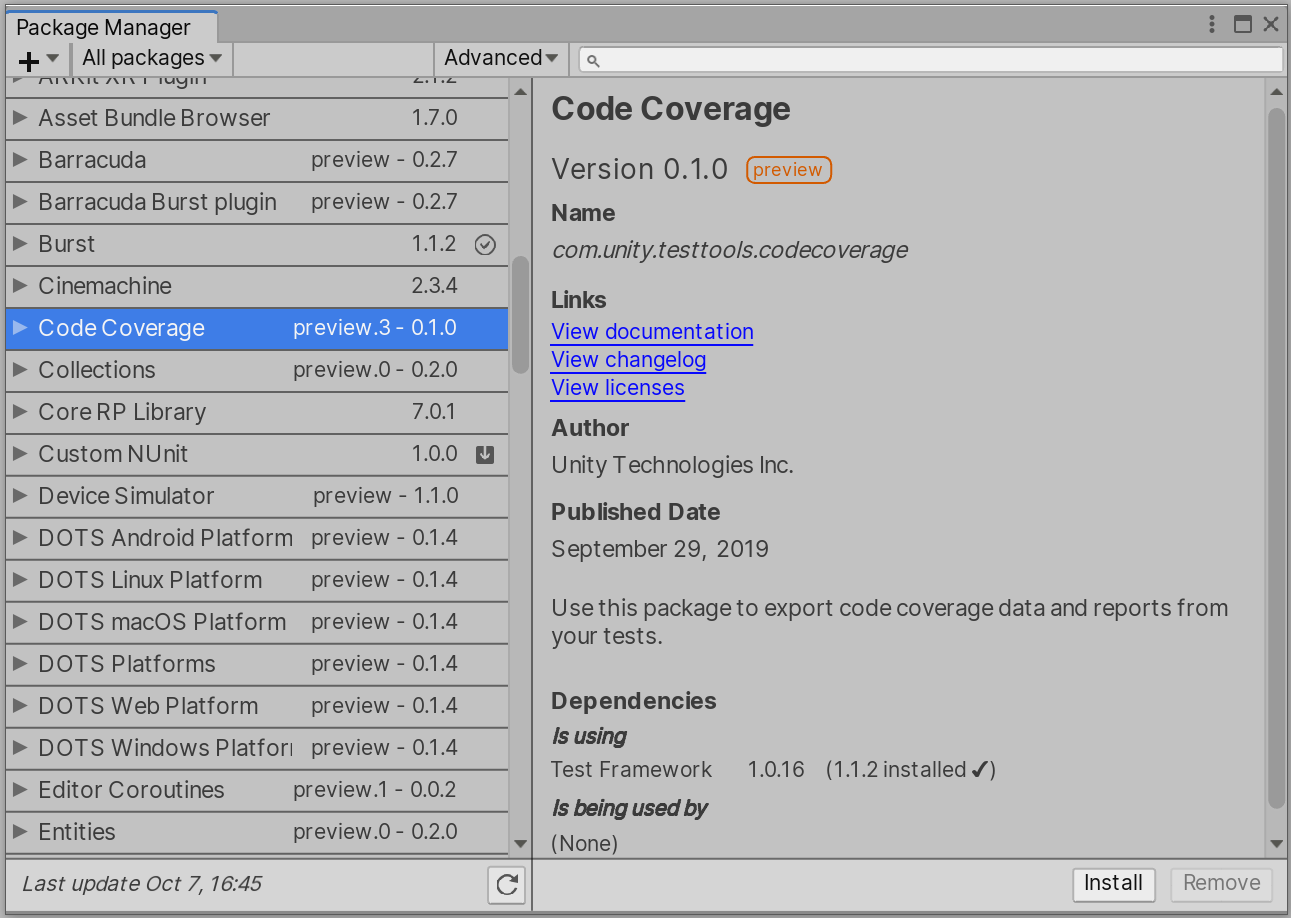 Package Manager
+ All packages Advanced
ARKit XR Plugin 2.1.2
Asset Bundle Browser 1.7.0
Barracuda preview - 0.2.7
Barracuda Burst plugin preview - 0.2.7
Burst 1.1.2
Cinemachine 2.3.4
Code Coverage preview.3 - 0.1.0
Collections preview.0 - 0.2.0
Core RP Library 7.0.1
Custom NUnit 1.0.0
Device Simulator preview - 1.1.0
DOTS Android Platform preview - 0.1.4
DOTS Linux Platform preview - 0.1.4
DOTS macOS Platform preview - 0.1.4
DOTS Platforms preview - 0.1.4
DOTS Web Platform preview - 0.1.4
DOTS Windows Platfor preview - 0.1.4
Editor Coroutines preview.1 - 0.0.2
Entities preview.0 - 0.2.0
Last update Oct 7, 16:45
Code Coverage
Version 0.1.0 preview
Name
com.unity.testtools.codecoverage
Links
View documentation
View changelog
View licenses
Author
Unity Technologies Inc.
Published Date
September 29, 2019
Use this package to export code coverage data and reports from
your tests.
Dependencies
Is using
Test Framework 1.0.16 (1.1.2 installed ✔)
Is being used by
(None)
Install Remove